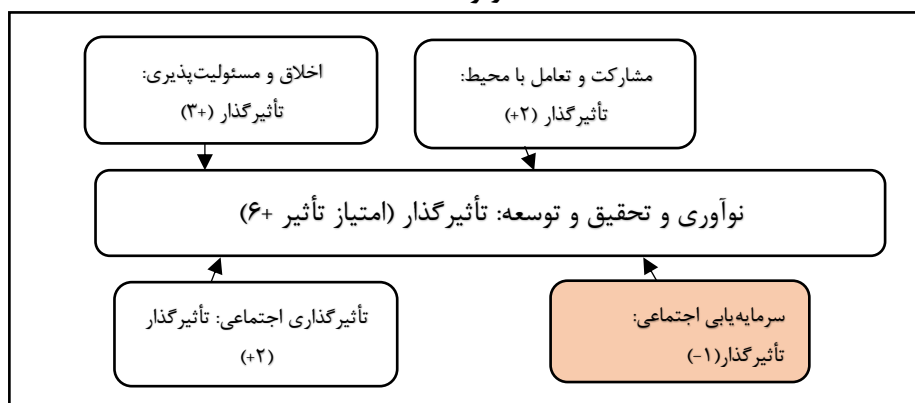 اخلاق و مسئولیت‌پذیری:
تأثیرگذار (+۳)
مشارکت و تعامل با محیط:
تأثیرگذار (+۲)
نوآوری و تحقیق و توسعه: تأثیرگذار (امتیاز تأثیر +۶)
تأثیرگذاری اجتماعی: تأثیرگذار
(+۲)
سرمایه‌یابی اجتماعی:
تأثیرگذار(-۱)